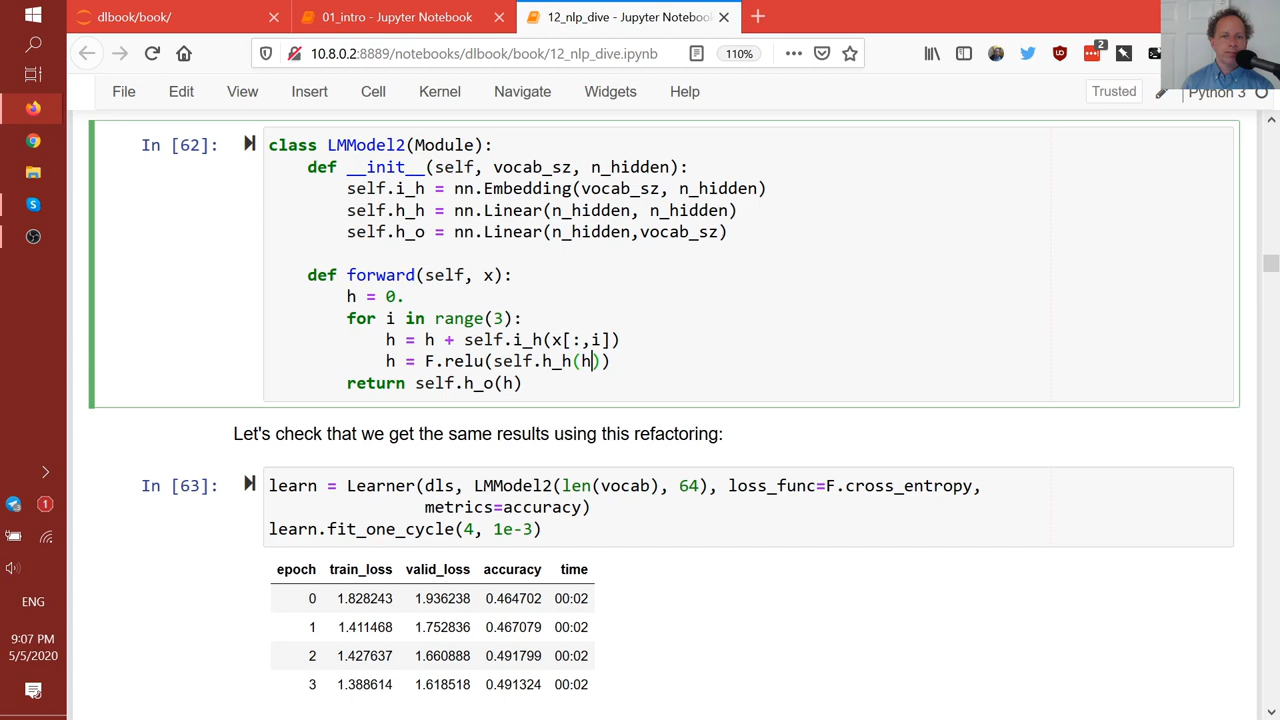 dlbook/book/
01_intro - Jupyter Notebook
12_nlp_dive - Jupyter Notebook
10.8.0.2:8889/notebooks/dlbook/book/12_nlp_dive.ipynb
110%
2
File Edit View Insert Cell Kernel Navigate Widgets Help
Trusted
Python 3
In [62]:
class LMModel2(Module):
    def __init__(self, vocab_sz, n_hidden):
        self.i_h = nn.Embedding(vocab_sz, n_hidden)
        self.h_h = nn.Linear(n_hidden, n_hidden)
        self.h_o = nn.Linear(n_hidden,vocab_sz)
    def forward(self, x):
        h = 0.
        for i in range(3):
            h = h + self.i_h(x[:,i])
            h = F.relu(self.h_h(h))
        return self.h_o(h)
Let's check that we get the same results using this refactoring:
In [63]:
learn = Learner(dls, LMModel2(len(vocab), 64), loss_func=F.cross_entropy,
                metrics=accuracy)
learn.fit_one_cycle(4, 1e-3)
epoch train_loss valid_loss accuracy time
0 1.828243 1.936238 0.464702 00:02
1 1.411468 1.752836 0.467079 00:02
2 1.427637 1.660888 0.491799 00:02
3 1.388614 1.618518 0.491324 00:02
1
ENG
9:07 PM
5/5/2020